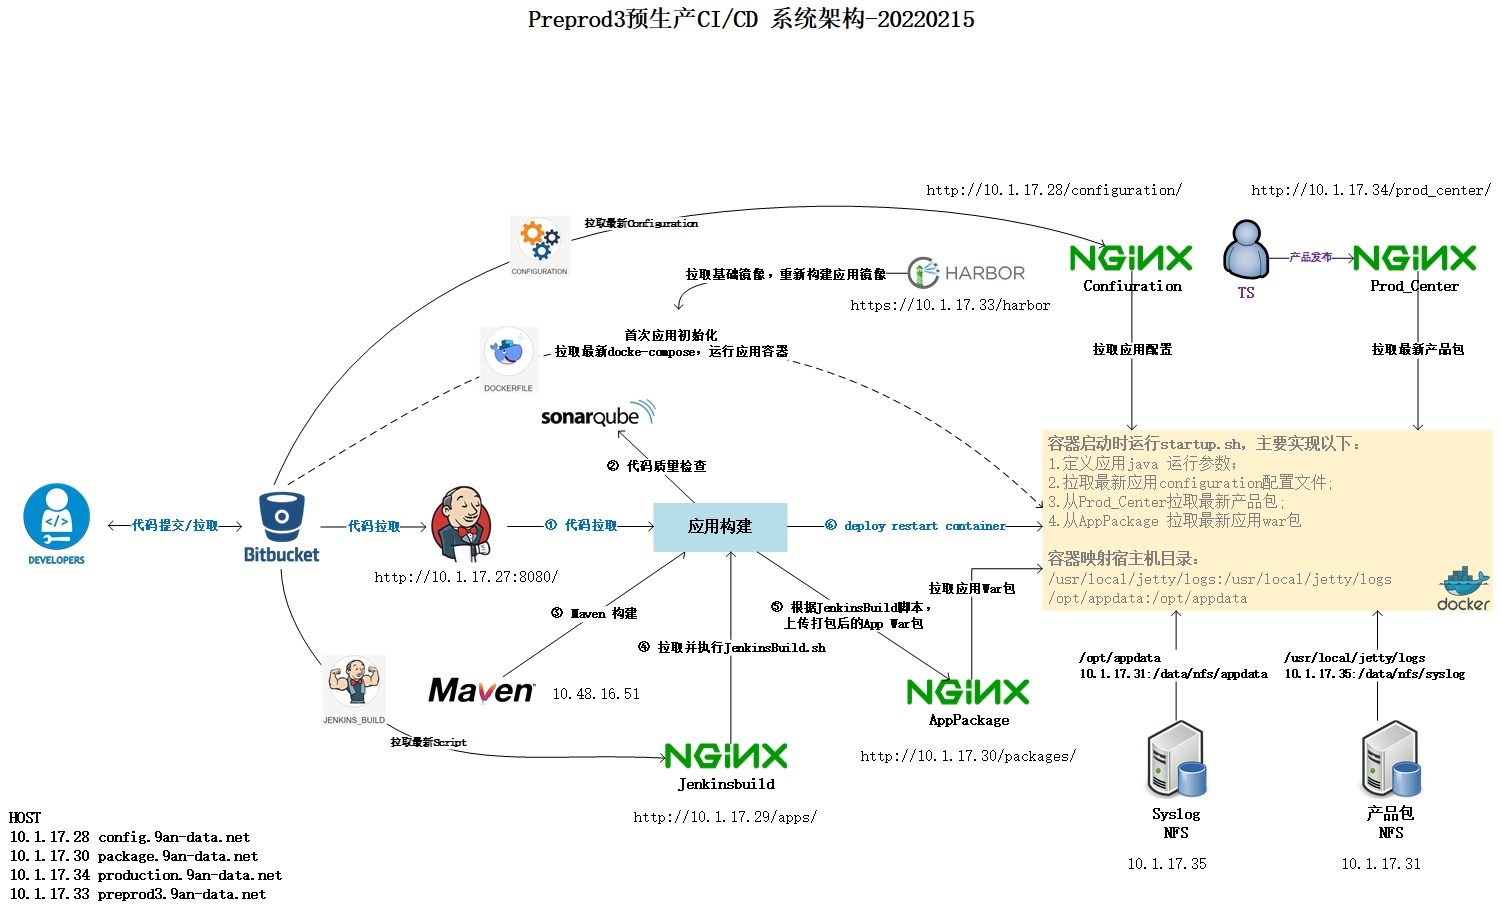 Preprod3预生产CI/CD 系统架构-20220215
http://10.1.17.28/configuration/
http://10.1.17.34/prod_center/
拉取最新Configuration
CONFIGURATION
NGINX
Confiuration
TS
产品发布
NGINX
Prod_Center
拉取基础镜像，重新构建应用镜像
HARBOR
https://10.1.17.33/harbor
首次应用初始化
拉取最新docke-compose，运行应用容器
DOCKERFILE
拉取应用配置
拉取最新产品包
sonarqube
② 代码质量检查
容器启动时运行startup.sh，主要实现以下：
1.定义应用java 运行参数；
2.拉取最新应用configuration配置文件;
3.从Prod_Center拉取最新产品包;
4.从AppPackage 拉取最新应用war包
容器映射宿主机目录：
/usr/local/jetty/logs:/usr/local/jetty/logs
/opt/appdata:/opt/appdata
docker
DEVELOPERS
代码提交/拉取
Bitbucket
代码拉取
http://10.1.17.27:8080/
① 代码拉取
应用构建
⑥ deploy restart container
拉取应用War包
③ Maven 构建
⑤ 根据JenkinsBuild脚本，
上传打包后的App War包
④ 拉取并执行JenkinsBuild.sh
Maven
10.48.16.51
JENKINS_BUILD
拉取最新Script
NGINX
Jenkinsbuild
http://10.1.17.29/apps/
NGINX
AppPackage
http://10.1.17.30/packages/
/opt/appdata
10.1.17.31:/data/nfs/appdata
/usr/local/jetty/logs
10.1.17.35:/data/nfs/syslog
Syslog
NFS
10.1.17.35
产品包
NFS
10.1.17.31
HOST
10.1.17.28 config.9an-data.net
10.1.17.30 package.9an-data.net
10.1.17.34 production.9an-data.net
10.1.17.33 preprod3.9an-data.net